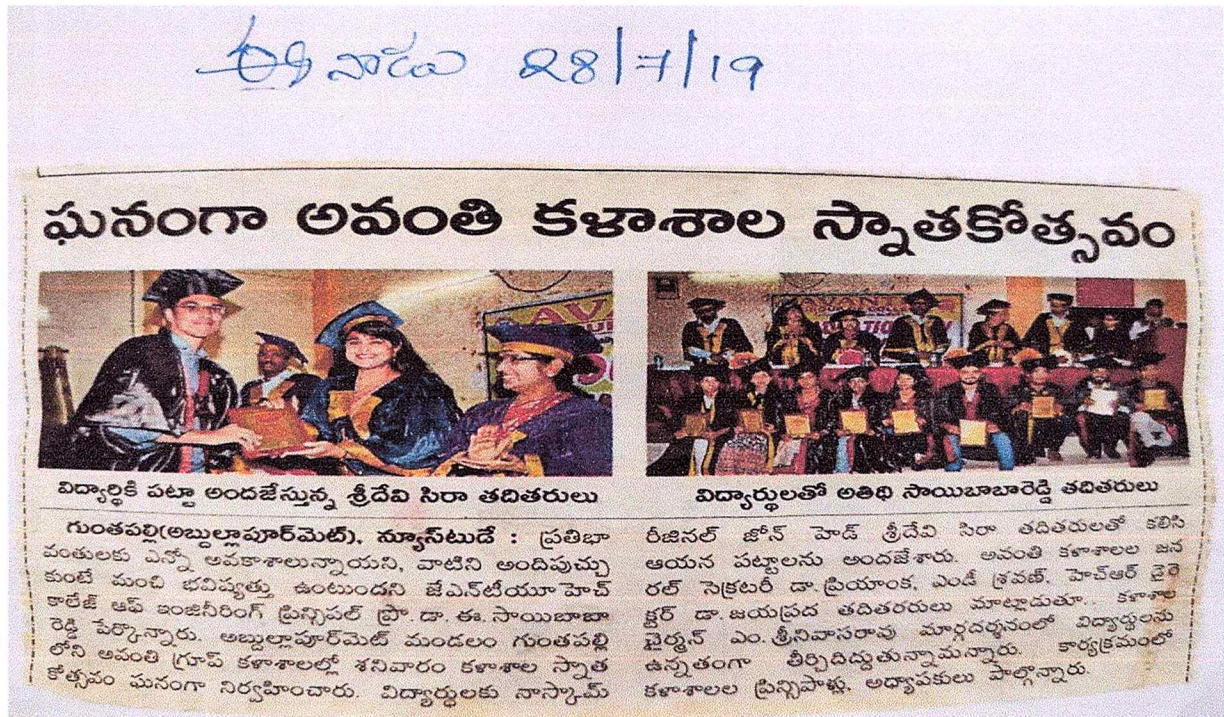 ఈనాడు 28/7/19
ఘనంగా అవంతి కళాశాల స్నాతకోత్సవం
విద్యార్థికి పట్టా అందజేస్తున్న శ్రీదేవి సిరా తదితరులు
విద్యార్థులతో అతిథి సాయిబాబారెడ్డి తదితరులు
గుంతపల్లి(అబ్దుల్లాపూర్‌మెట్), న్యూస్‌టుడే : ప్రతిభా
వంతులకు ఎన్నో అవకాశాలున్నాయని, వాటిని అందిపుచ్చు
కుంటే మంచి భవిష్యత్తు ఉంటుందని జేఎన్‌టీయూహెచ్
కాలేజ్ ఆఫ్ ఇంజినీరింగ్ ప్రిన్సిపల్ ప్రొ.డా.ఈ.సాయిబాబా
రెడ్డి పేర్కొన్నారు. అబ్దుల్లాపూర్‌మెట్ మండలం గుంతపల్లి
లోని అవంతి గ్రూప్ కళాశాలల్లో శనివారం కళాశాల స్నాత
కోత్సవం ఘనంగా నిర్వహించారు. విద్యార్థులకు నాస్కామ్
రీజినల్ జోన్ హెడ్ శ్రీదేవి సిరా తదితరులతో కలిసి
ఆయన పట్టాలను అందజేశారు. అవంతి కళాశాలల జన
రల్ సెక్రటరీ డా.ప్రియాంక, ఎండీ శ్రవణ్, హెచ్ఆర్ డైరె
క్టర్ డా.జయప్రద తదితరరులు మాట్లాడుతూ.. కళాశాల
చైర్మన్ ఎం.శ్రీనివాసరావు మార్గదర్శనంలో విద్యార్థులను
ఉన్నతంగా తీర్చిదిద్దుతున్నామన్నారు. కార్యక్రమంలో
కళాశాలల ప్రిన్సిపాళ్లు, అధ్యాపకులు పాల్గొన్నారు.